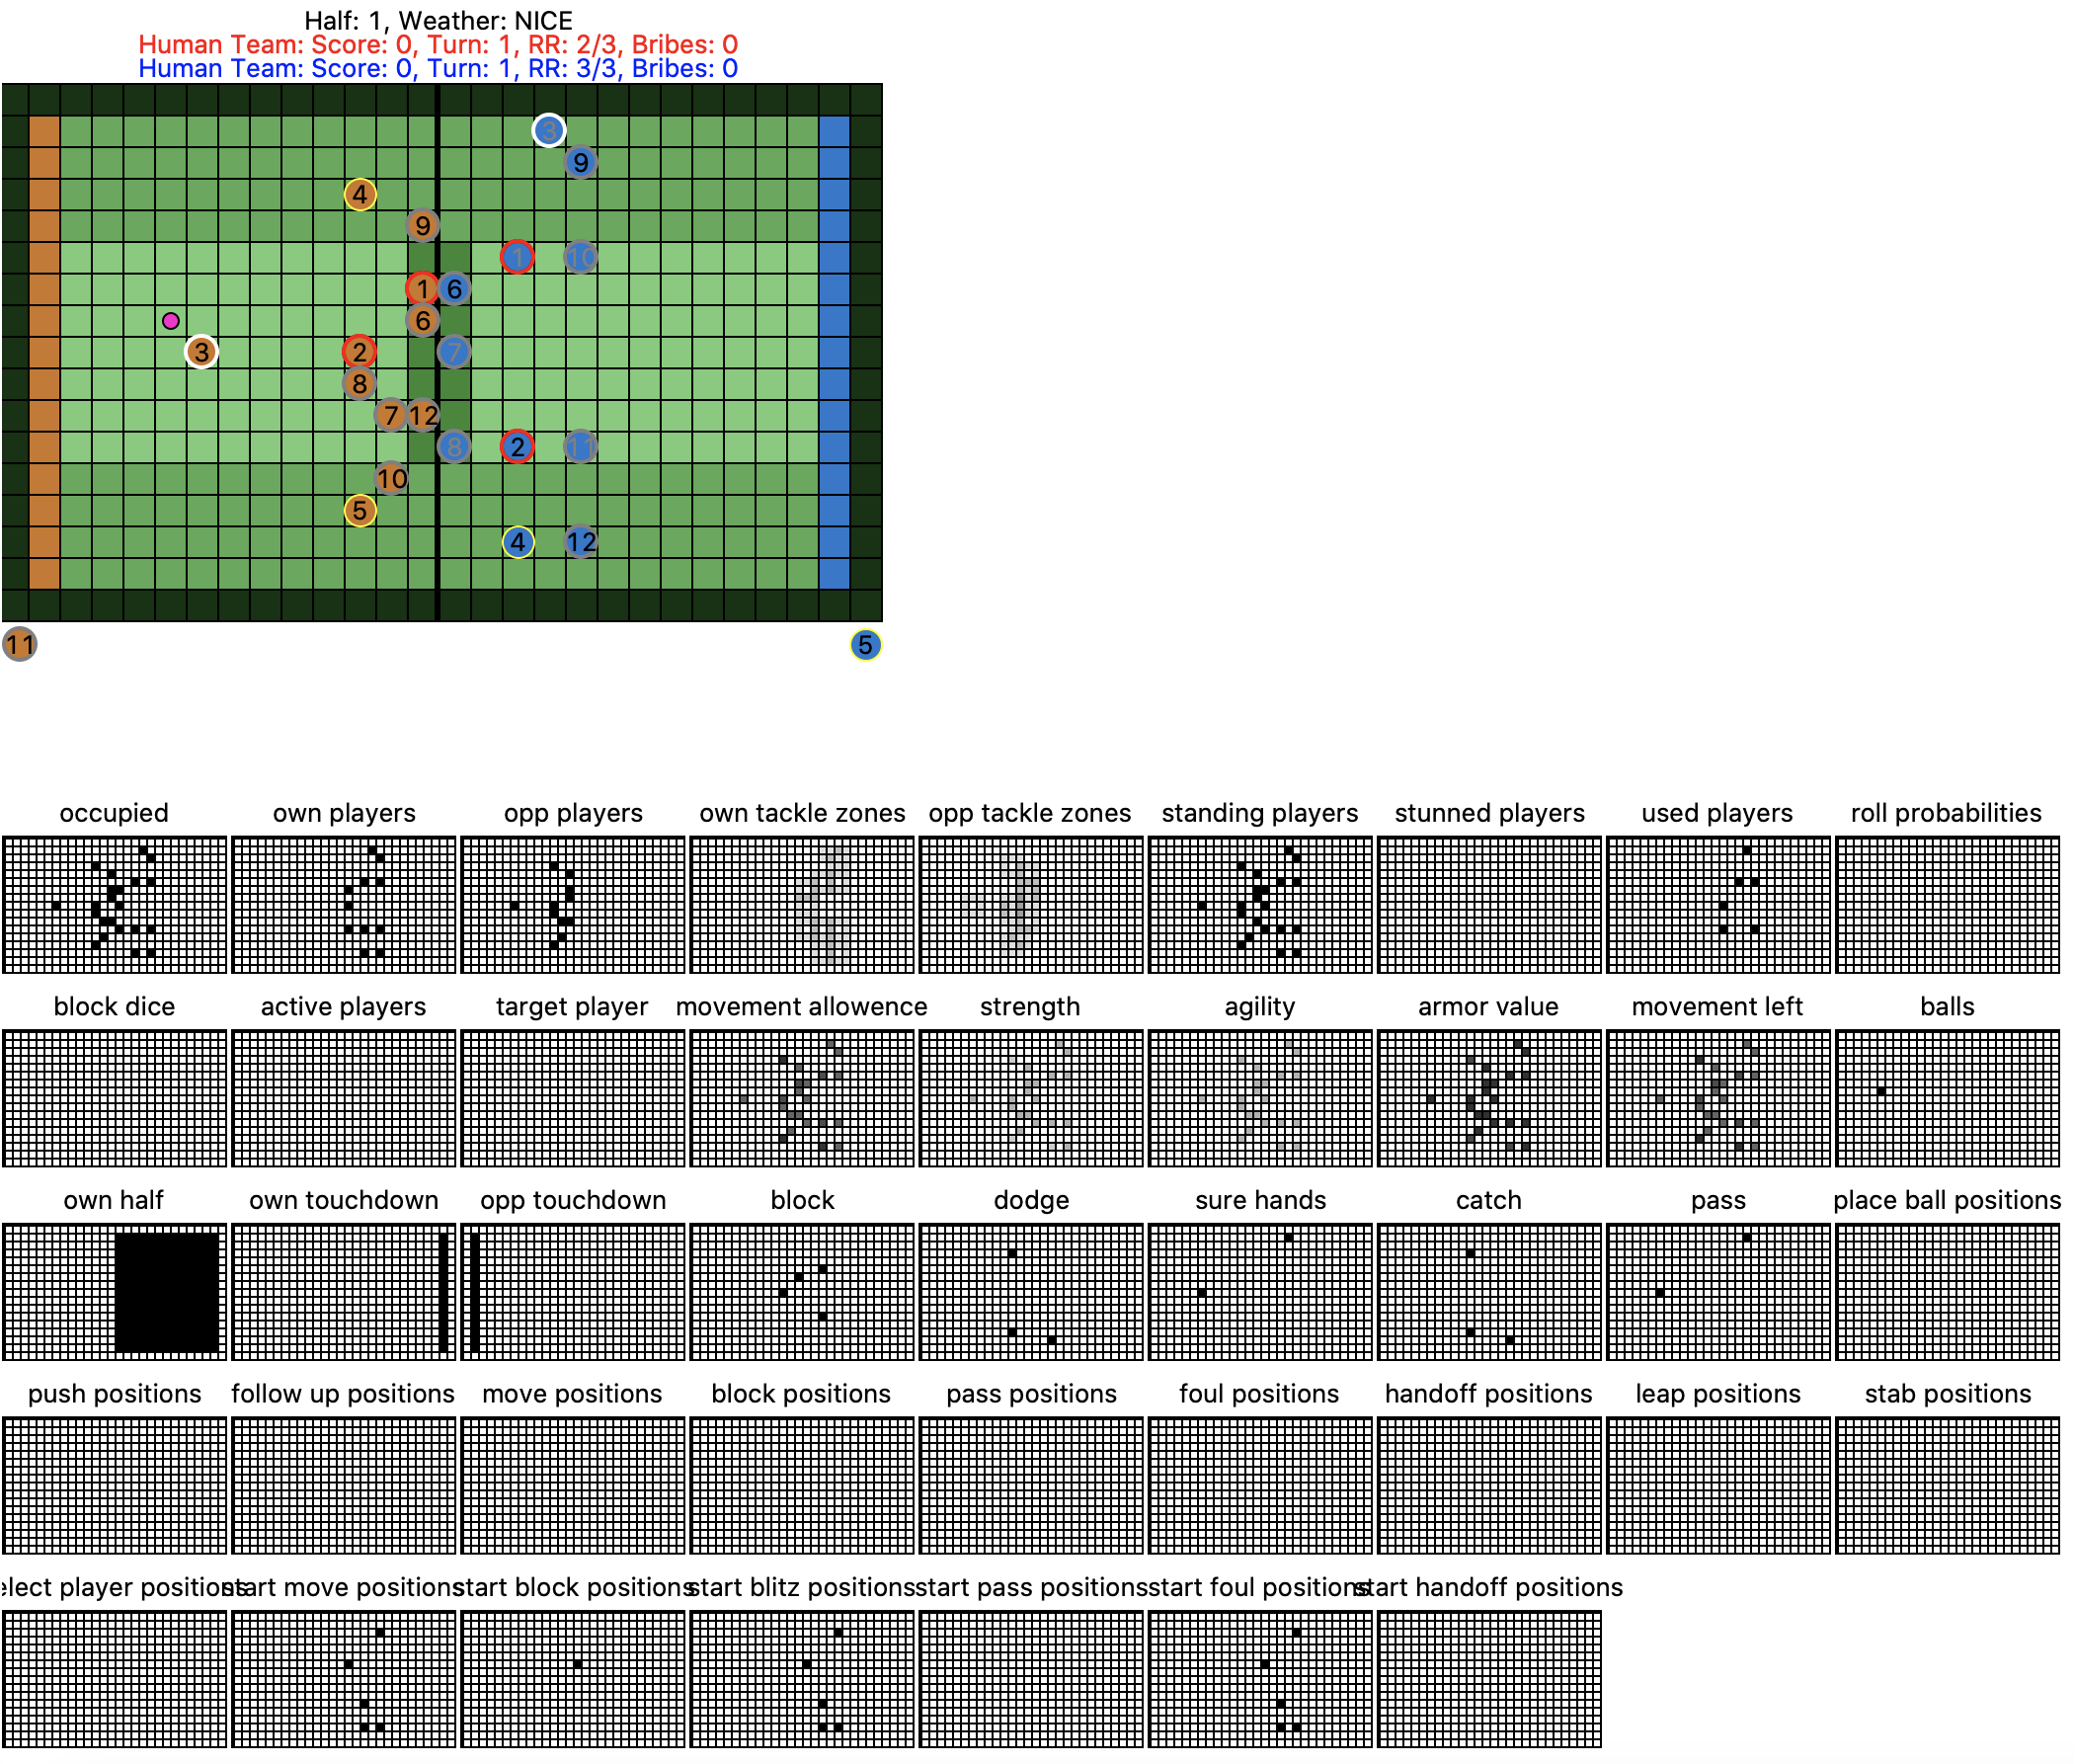 Half: 1, Weather: NICE
Human Team: Score: 0, Turn: 1, RR: 2/3, Bribes: 0
Human Team: Score: 0, Turn: 1, RR: 3/3, Bribes: 0
3
9
4
9
1 10
1 6
6
3 2 7
8
7 12
8 2 11
10
5
4 12
11 5
occupied own players opp players own tackle zones opp tackle zones standing players stunned players used players roll probabilities
block dice active players target player movement allowence strength agility armor value movement left balls
own half own touchdown opp touchdown block dodge sure hands catch pass place ball positions
push positions follow up positions move positions block positions pass positions foul positions handoff positions leap positions stab positions
elect player positions start move positions start block positions start blitz positions start pass positions start foul positions start handoff positions